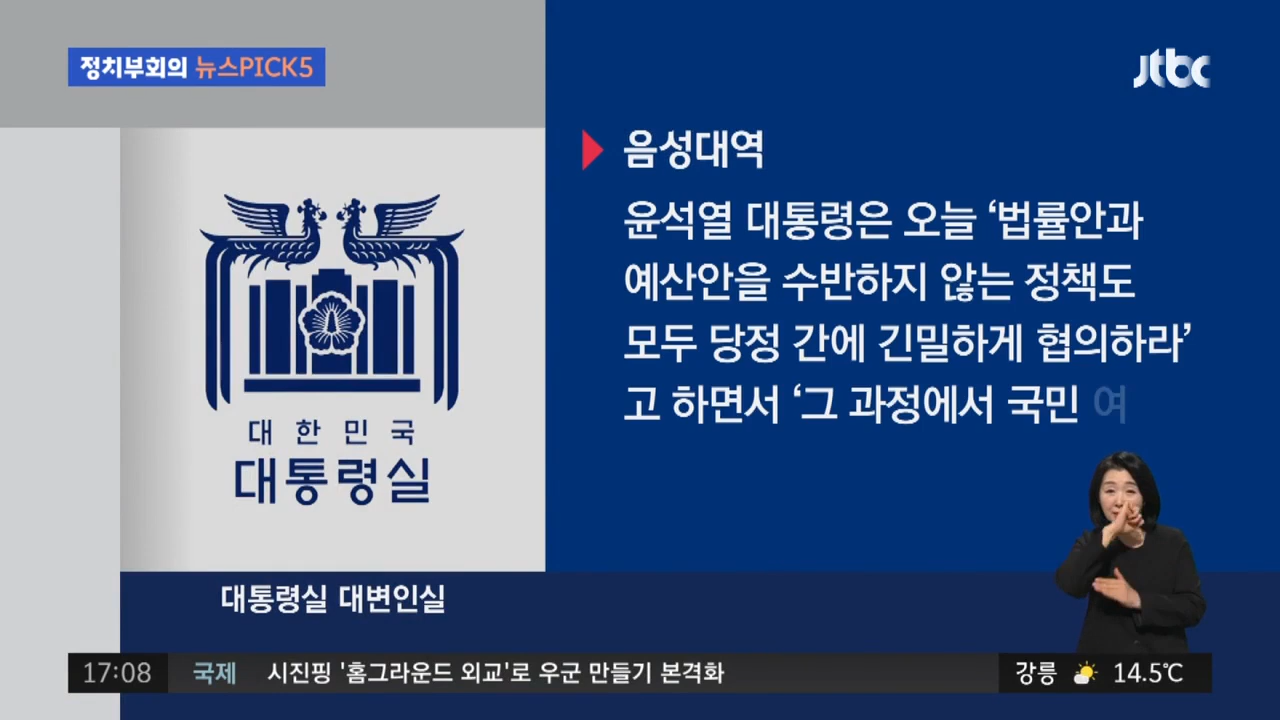 정치부회의 뉴스PICK5
jtbc
음성대역
윤석열 대통령은 오늘 ‘법률안과
예산안을 수반하지 않는 정책도
모두 당정 간에 긴밀하게 협의하라’
고 하면서 ‘그 과정에서 국민 여
대한민국
대통령실
대통령실 대변인실
17:08 국제 시진핑 '홈그라운드 외교'로 우군 만들기 본격화 강릉 14.5℃